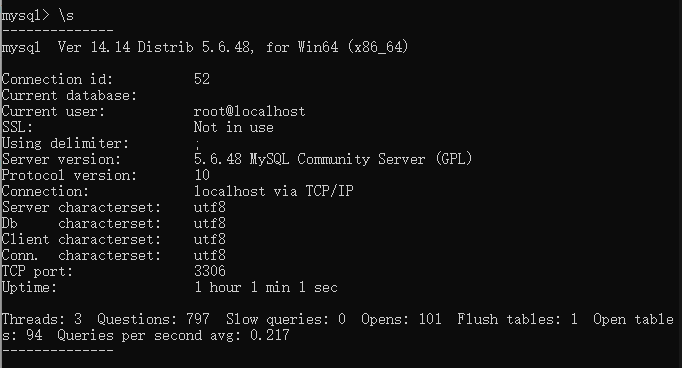 mysql> \s
--------------
mysql  Ver 14.14 Distrib 5.6.48, for Win64 (x86_64)
Connection id:          52
Current database:
Current user:           root@localhost
SSL:                    Not in use
Using delimiter:        ;
Server version:         5.6.48 MySQL Community Server (GPL)
Protocol version:       10
Connection:             localhost via TCP/IP
Server characterset:    utf8
Db     characterset:    utf8
Client characterset:    utf8
Conn.  characterset:    utf8
TCP port:               3306
Uptime:                 1 hour 1 min 1 sec
Threads: 3  Questions: 797  Slow queries: 0  Opens: 101  Flush tables: 1  Open table
s: 94  Queries per second avg: 0.217
--------------